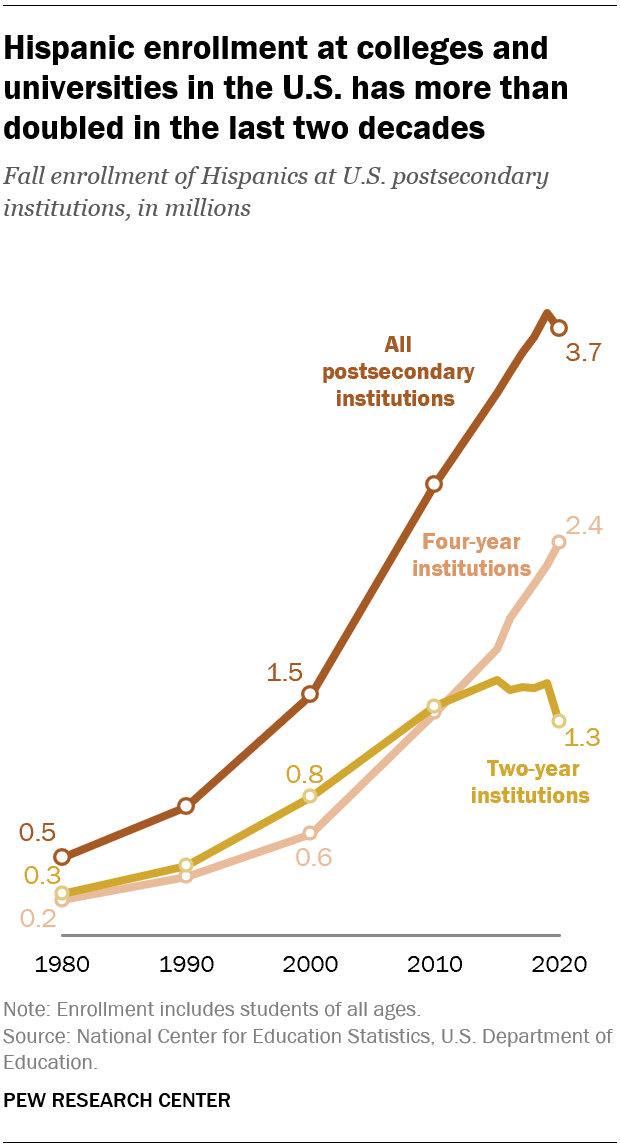 Hispanic enrollment at colleges and
universities in the U.S. has more than
doubled in the last two decades
Fall enrollment of Hispanics at U.S. postsecondary
institutions, in millions
All
postsecondary
institutions
3.7
2.4
Four-year
institutions
1.5
1.3
0.8
Two-year
institutions
0.5
0.6
0.3
0.2
1980 1990 2000 2010 2020
Note: Enrollment includes students of all ages.
Source: National Center for Education Statistics, U.S. Department of
Education.
PEW RESEARCH CENTER